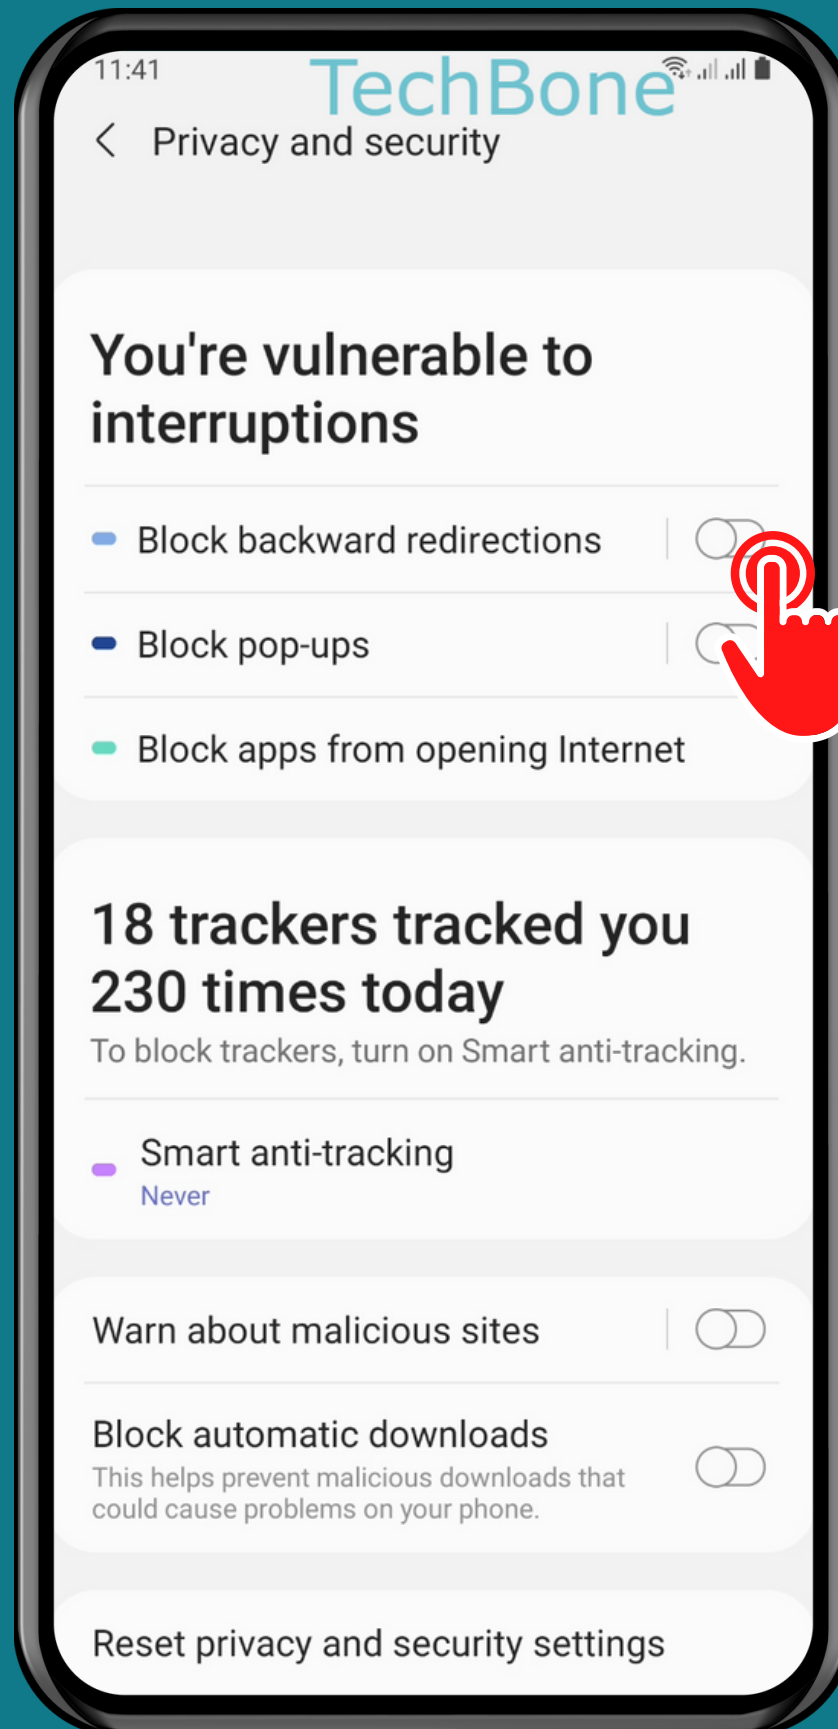 11:41
TechBone
Privacy and security
You're vulnerable to
interruptions
Block backward redirections
Block pop-ups
Block apps from opening Internet
18 trackers tracked you
230 times today
To block trackers, turn on Smart anti-tracking.
Smart anti-tracking
Never
Warn about malicious sites
Block automatic downloads
This helps prevent malicious downloads that
could cause problems on your phone.
Reset privacy and security settings